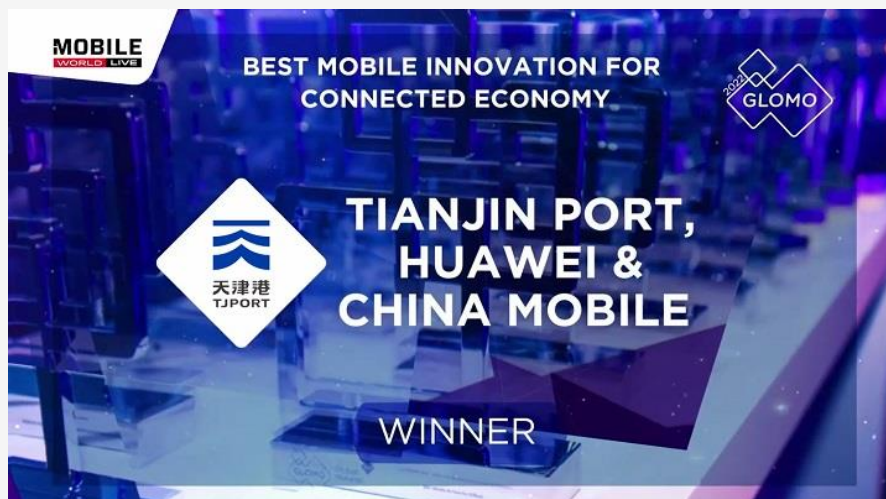 MOBILE
WORLD LIVE
BEST MOBILE INNOVATION FOR
CONNECTED ECONOMY
2022
GLOMO
TIANJIN PORT,
HUAWEI &
CHINA MOBILE
天津港
TJPORT
WINNER